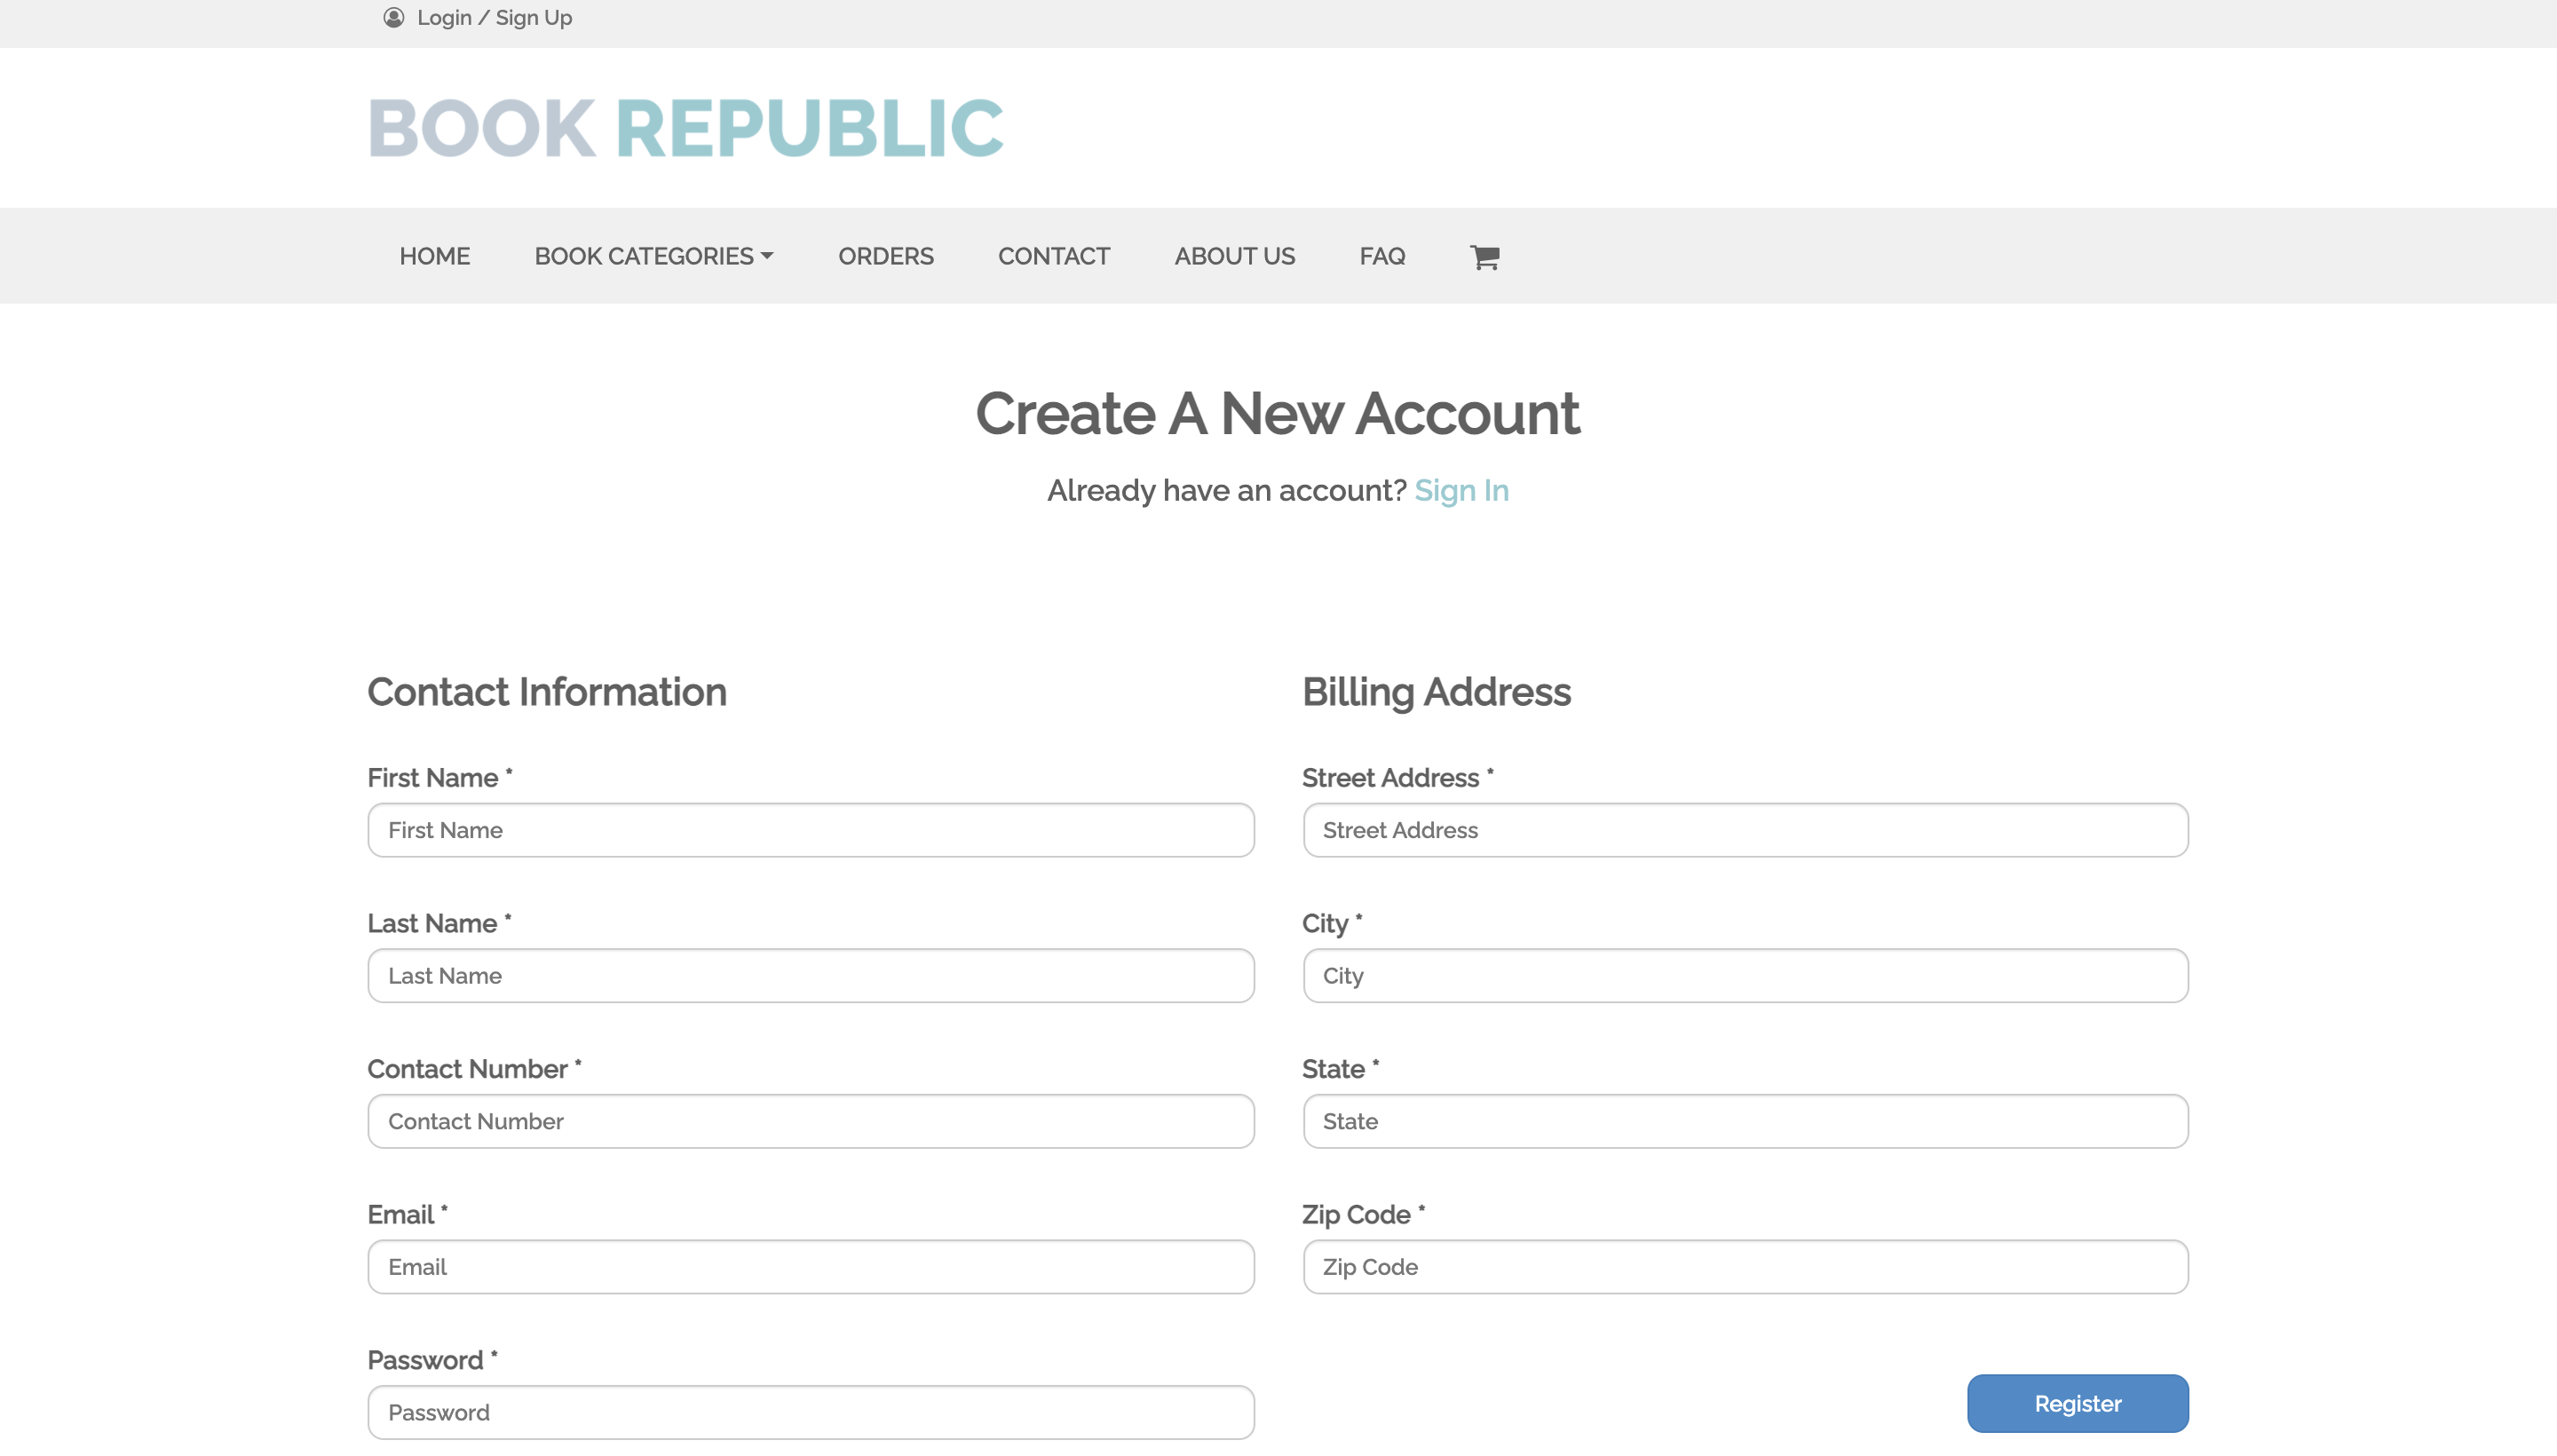 Login / Sign Up
BOOK REPUBLIC
HOME BOOK CATEGORIES ORDERS CONTACT ABOUT US FAQ
Create A New Account
Already have an account? Sign In
Contact Information
First Name *
First Name
Last Name *
Last Name
Contact Number *
Contact Number
Email *
Email
Password *
Password
Billing Address
Street Address *
Street Address
City *
City
State *
State
Zip Code *
Zip Code
Register